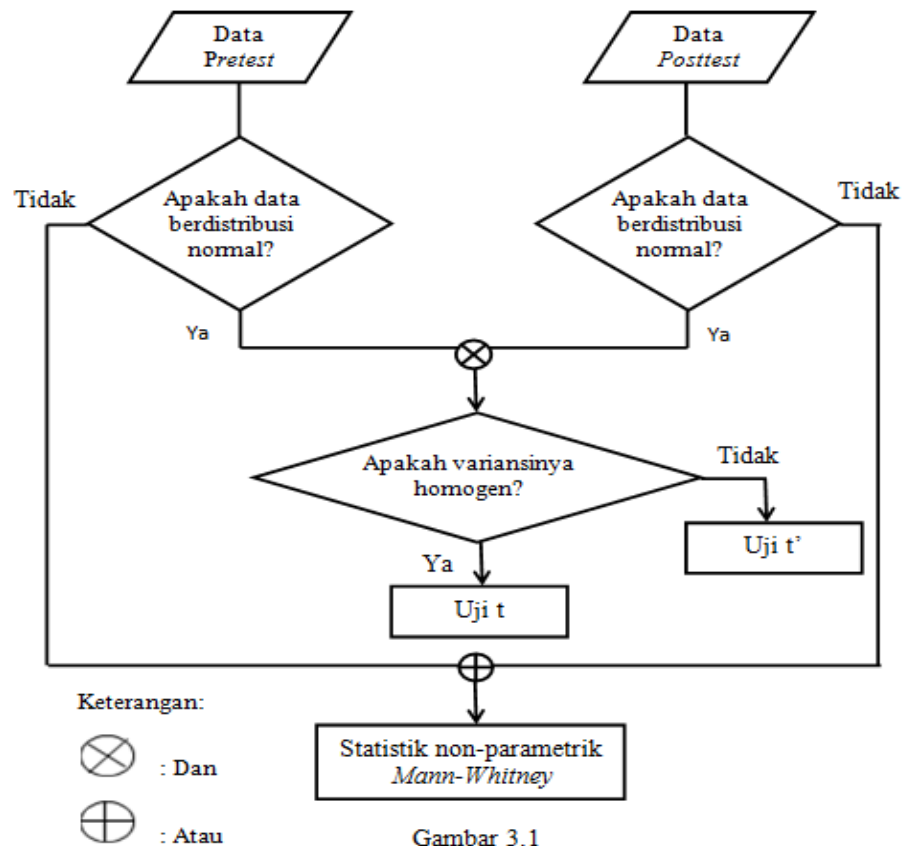 Data
Pretest
Data
Posttest
Tidak
Apakah data
berdistribusi
normal?
Apakah data
berdistribusi
normal?
Tidak
Ya
Ya
Apakah variansinya
homogen?
Tidak
Uji t’
Ya
Uji t
Keterangan:
: Dan
: Atau
Statistik non-parametrik
Mann-Whitney
Gambar 3.1